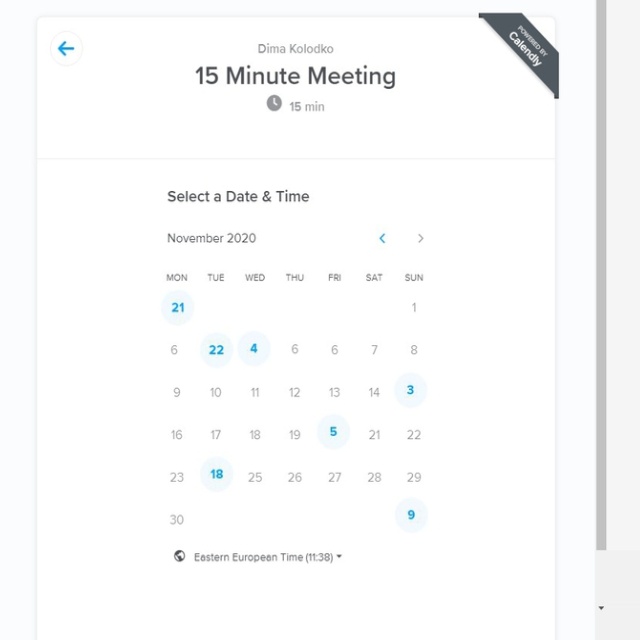 POWERED BY
Calendly
Dima Kolodko
15 Minute Meeting
15 min
Select a Date & Time
November 2020
MON TUE WED THU FRI SAT SUN
21 1
6 22 4 6 6 7 8
9 10 11 12 13 14 3
16 17 18 19 5 21 22
23 18 25 26 27 28 29
30 9
Eastern European Time (11:38)